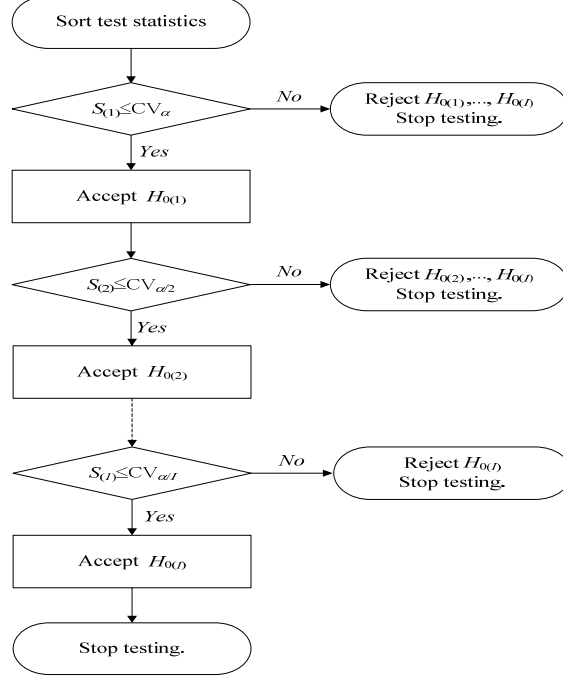 Sort test statistics
S(1)≤CVα
No
Reject H0(1),..., H0(I)
Stop testing.
Yes
Accept H0(1)
S(2)≤CVα/2
No
Reject H0(2),..., H0(I)
Stop testing.
Yes
Accept H0(2)
S(I)≤CVα/I
No
Reject H0(I)
Stop testing.
Yes
Accept H0(I)
Stop testing.